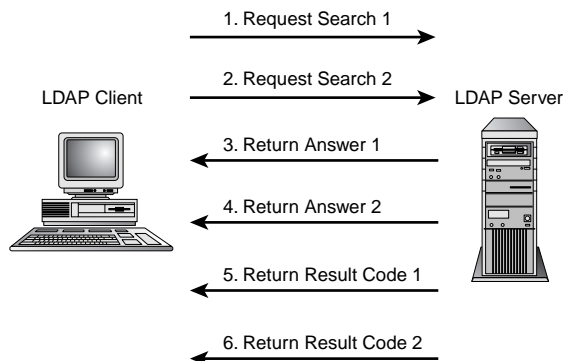 1. Request Search 1
2. Request Search 2
LDAP Client
LDAP Server
3. Return Answer 1
4. Return Answer 2
5. Return Result Code 1
6. Return Result Code 2